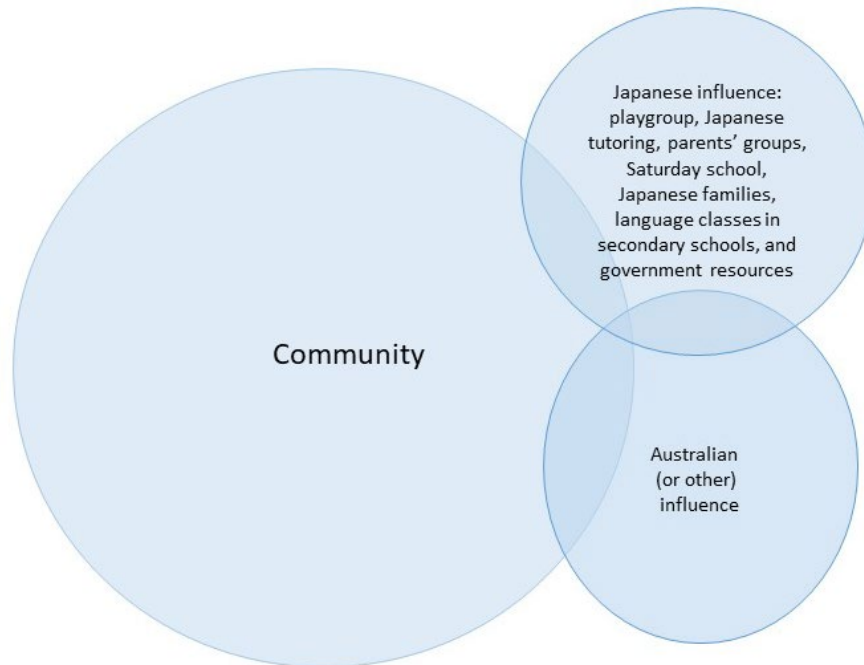 Japanese influence:
playgroup, Japanese
tutoring, parents’ groups,
Saturday school,
Japanese families,
language classes in
secondary schools, and
government resources
Community
Australian
(or other)
influence